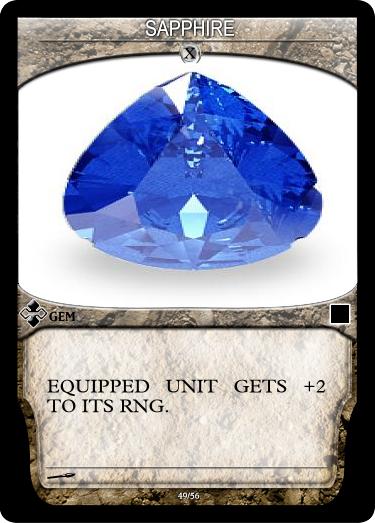 SAPPHIRE
X
GEM
EQUIPPED UNIT GETS +2
TO ITS RNG.
49/56